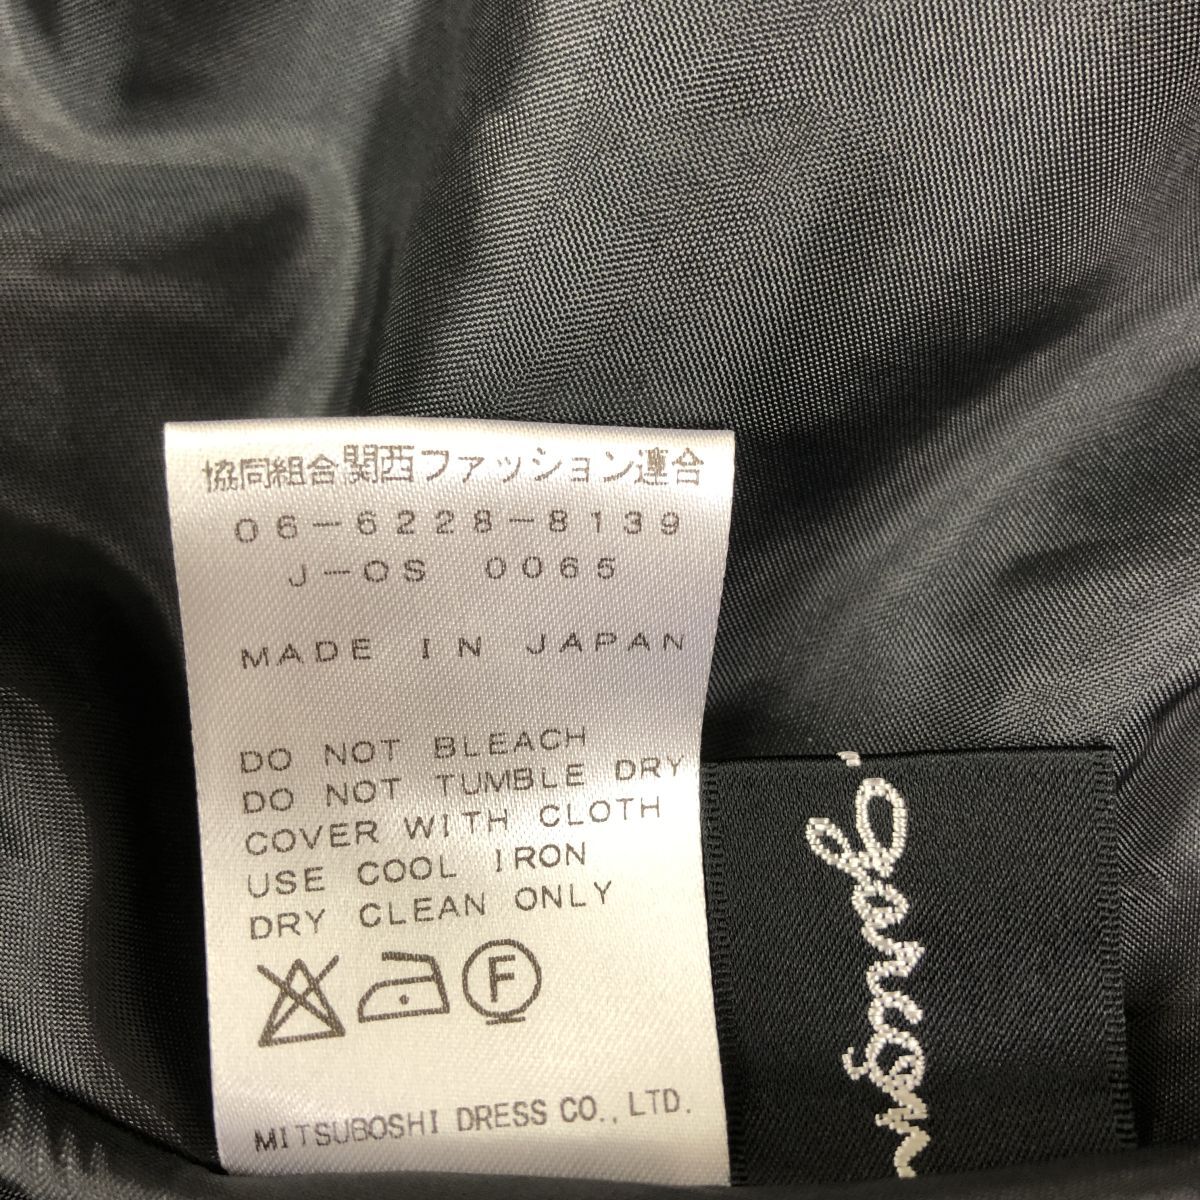 協同組合関西ファッション連合
06-6228-8139
J-OS 0065
MADE IN JAPAN
DO NOT BLEACH
DO NOT TUMBLE DRY
COVER WITH CLOTH
USE COOL IRON
DRY CLEAN ONLY
F
MITSUBOSHI DRESS CO., LTD.